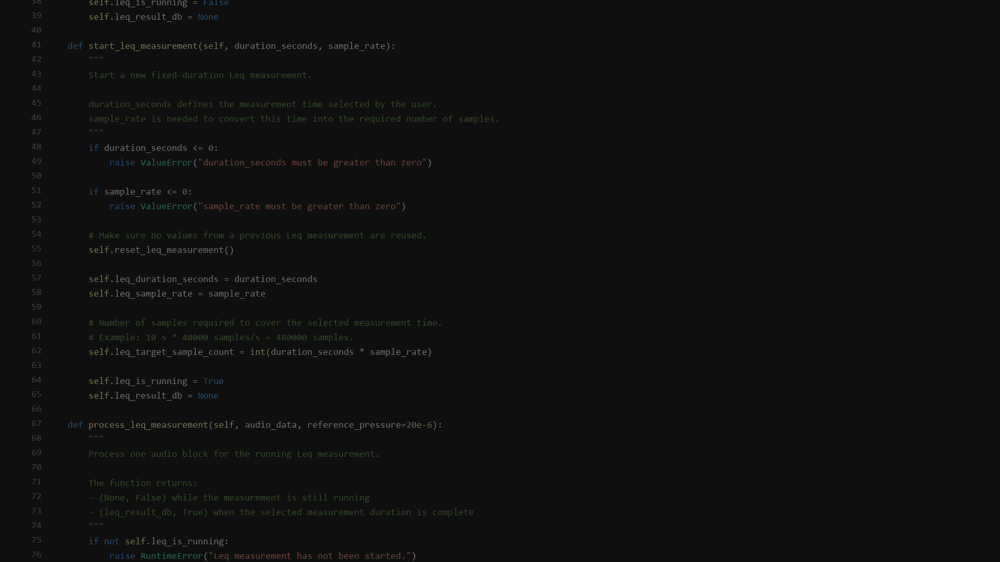 38        self.leq_is_running = False
39        self.leq_result_db = None
40
41    def start_leq_measurement(self, duration_seconds, sample_rate):
42        """
43        Start a new fixed-duration Leq measurement.
44
45        duration_seconds defines the measurement time selected by the user.
46        sample_rate is needed to convert this time into the required number of samples.
47        """
48        if duration_seconds <= 0:
49            raise ValueError("duration_seconds must be greater than zero")
50
51        if sample_rate <= 0:
52            raise ValueError("sample_rate must be greater than zero")
53
54        # Make sure no values from a previous Leq measurement are reused.
55        self.reset_leq_measurement()
56
57        self.leq_duration_seconds = duration_seconds
58        self.leq_sample_rate = sample_rate
59
60        # Number of samples required to cover the selected measurement time.
61        # Example: 10 s * 48000 samples/s = 480000 samples.
62        self.leq_target_sample_count = int(duration_seconds * sample_rate)
63
64        self.leq_is_running = True
65        self.leq_result_db = None
66
67    def process_leq_measurement(self, audio_data, reference_pressure=20e-6):
68        """
69        Process one audio block for the running Leq measurement.
70
71        The function returns:
72        - (None, False) while the measurement is still running
73        - (leq_result_db, True) when the selected measurement duration is complete
74        """
75        if not self.leq_is_running:
76            raise RuntimeError("Leq measurement has not been started.")